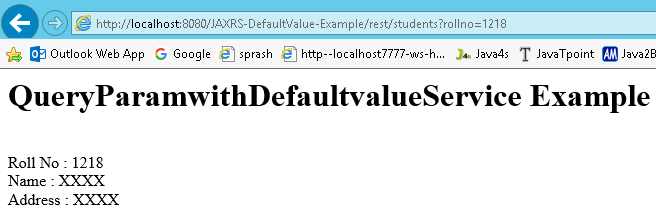 http://localhost:8080/JAXRS-DefaultValue-Example/rest/students?rollno=1218
Outlook Web App Google sprash http--localhost7777-ws-h... Java4s JavaTpoint Java2B
QueryParamwithDefaultvalueService Example
Roll No : 1218
Name : XXXX
Address : XXXX